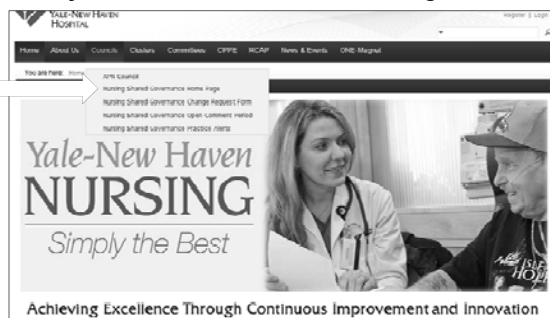 YALE-NEW HAVEN
HOSPITAL
Register | Login
Home About Us Councils Clusters Committees CPPE RCAP News & Events ONE-Magnet
You are here: Home
APN Council
Nursing Shared Governance Home Page
Nursing Shared Governance Change Request Form
Nursing Shared Governance Open Comment Period
Nursing Shared Governance Practice Alerts
Yale-New Haven
NURSING
Simply the Best
Achieving Excellence Through Continuous Improvement and Innovation